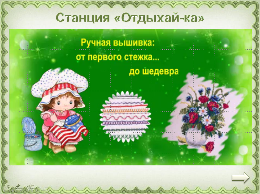 Станция «Отдыхай-ка»
Ручная вышивка:
от первого стежка...
до шедевра